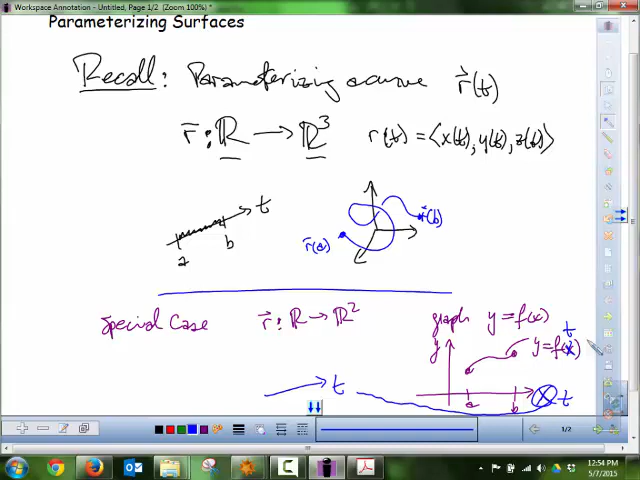 Workspace Annotation - Untitled, Page 1/2 (Zoom 100%) *
Parameterizing Surfaces
Recall: Parameterizing a curve r⃗(t)
r⃗: ℝ → ℝ³ r(t) = ⟨x(t), y(t), z(t)⟩
t
a b
r⃗(a) r⃗(b)
Special Case r⃗: ℝ → ℝ² graph y = f(x)
t
y y = f(x)
t
a b x t
1/2
12:54 PM
5/7/2015